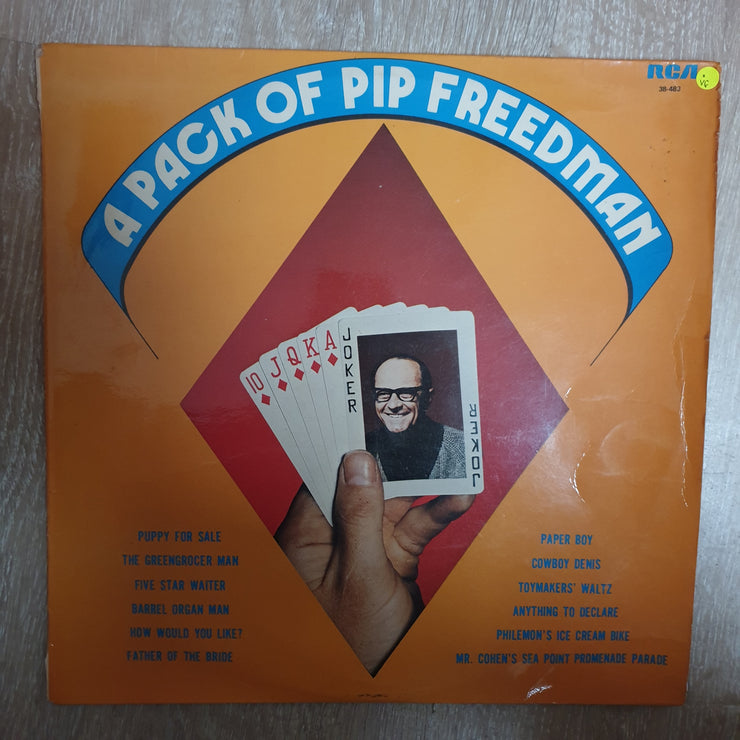 A PACK OF PIP FREEDMAN
RCA
VG
38-483
10 J Q K A
JOKER
JOKER
PUPPY FOR SALE
THE GREENGROCER MAN
FIVE STAR WAITER
BARREL ORGAN MAN
HOW WOULD YOU LIKE?
FATHER OF THE BRIDE
PAPER BOY
COWBOY DENIS
TOYMAKERS' WALTZ
ANYTHING TO DECLARE
PHILEMON'S ICE CREAM BIKE
MR. COHEN'S SEA POINT PROMENADE PARADE